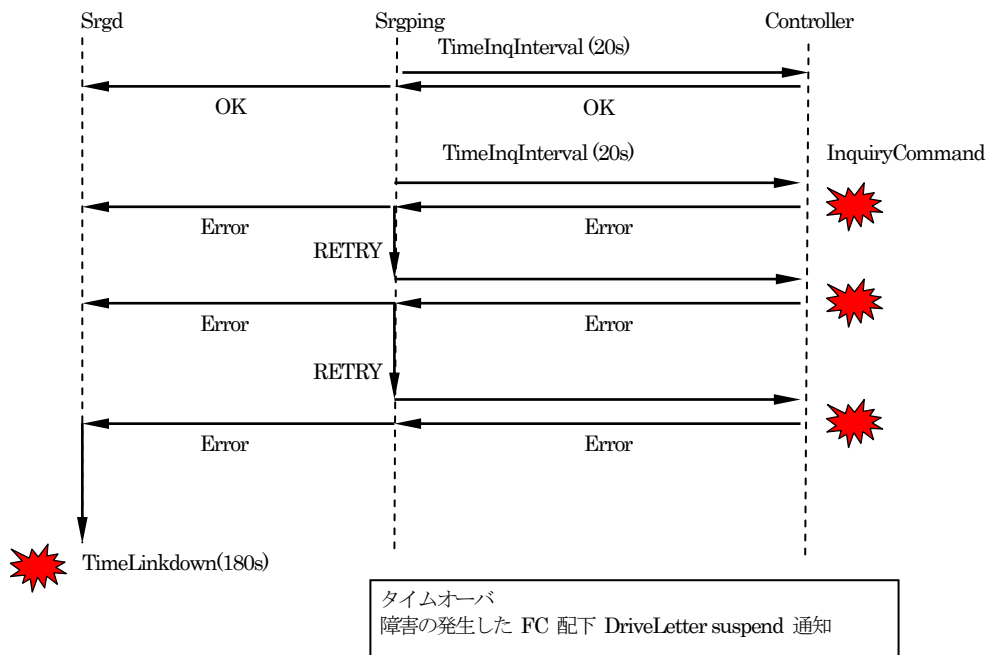 Srgd Srgping Controller
TimeInqInterval (20s)
OK OK
TimeInqInterval (20s) InquiryCommand
Error Error
RETRY
Error Error
RETRY
Error Error
TimeLinkdown(180s)
タイムオーバ
障害の発生した FC 配下 DriveLetter suspend 通知